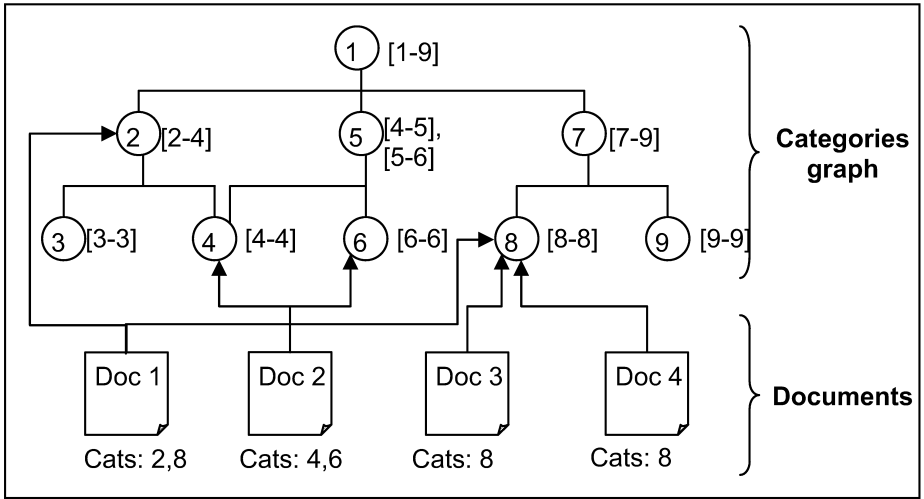 1 [1-9]
2 [2-4]
5 [4-5],
[5-6]
7 [7-9]
Categories
graph
3 [3-3]
4 [4-4]
6 [6-6]
8 [8-8]
9 [9-9]
Doc 1
Doc 2
Doc 3
Doc 4
Documents
Cats: 2,8
Cats: 4,6
Cats: 8
Cats: 8